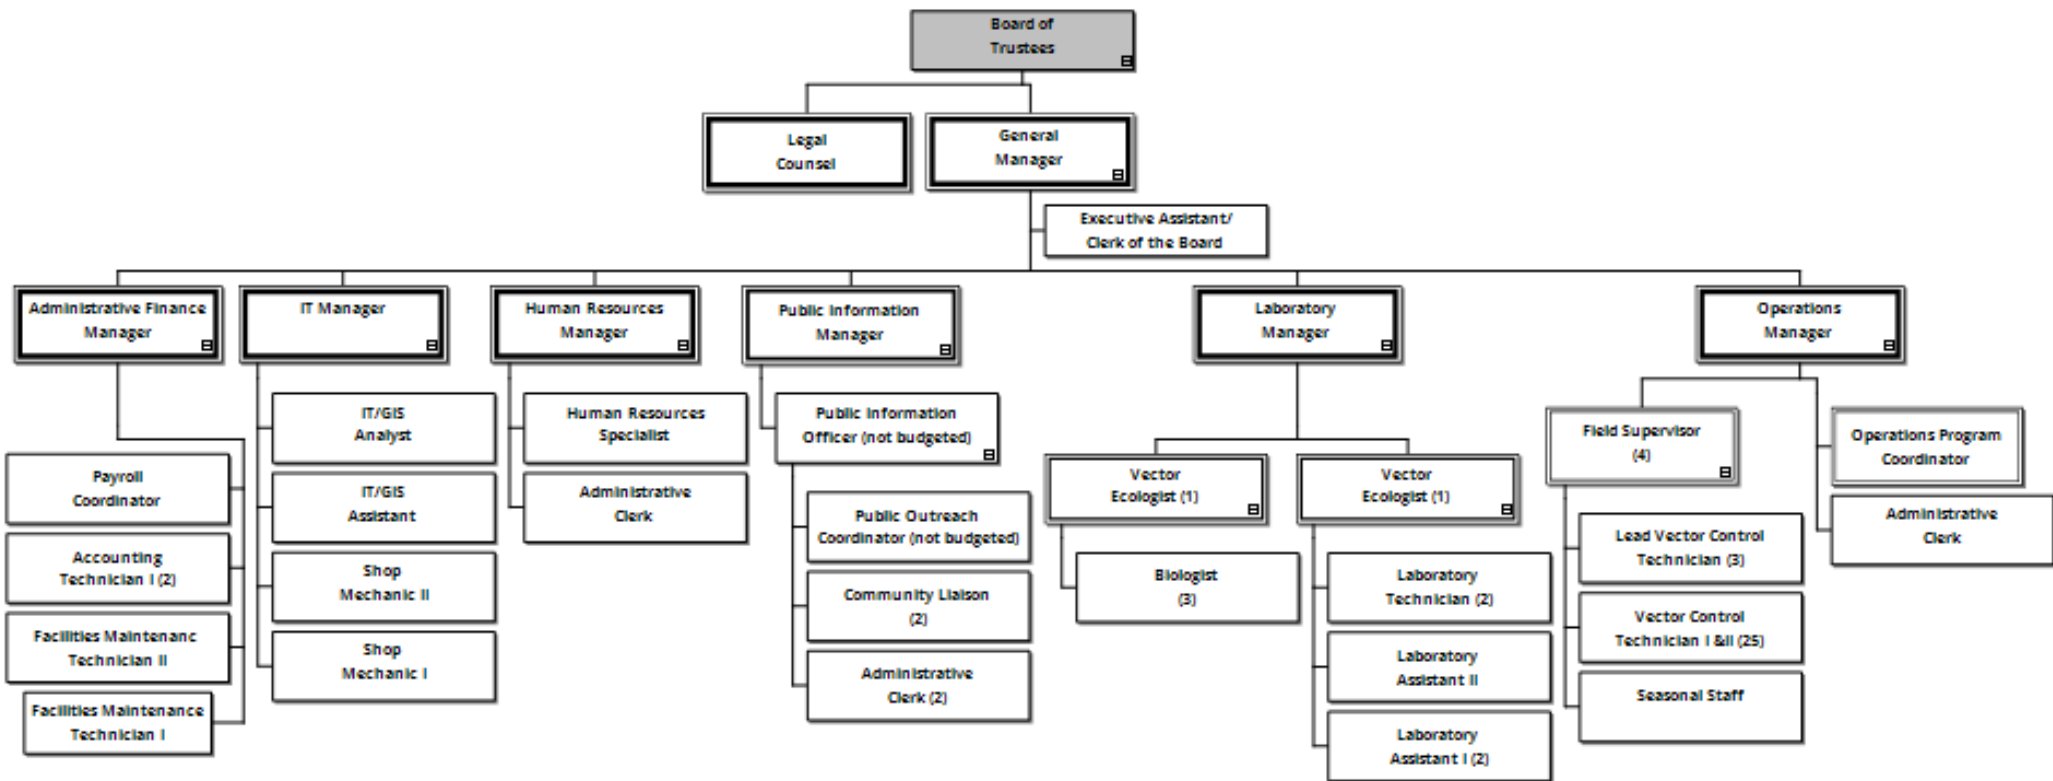 Board of
Trustees
Legal
Counsel
General
Manager
Executive Assistant/
Clerk of the Board
Administrative Finance
Manager
IT Manager
Human Resources
Manager
Public Information
Manager
Laboratory
Manager
Operations
Manager
Payroll
Coordinator
Accounting
Technician I (2)
Facilities Maintenanc
Technician II
Facilities Maintenance
Technician I
IT/GIS
Analyst
IT/GIS
Assistant
Shop
Mechanic II
Shop
Mechanic I
Human Resources
Specialist
Administrative
Clerk
Public Information
Officer (not budgeted)
Public Outreach
Coordinator (not budgeted)
Community Liaison
(2)
Administrative
Clerk (2)
Vector
Ecologist (1)
Biologist
(3)
Vector
Ecologist (1)
Laboratory
Technician (2)
Laboratory
Assistant II
Laboratory
Assistant I (2)
Field Supervisor
(4)
Lead Vector Control
Technician (3)
Vector Control
Technician I &II (25)
Seasonal Staff
Operations Program
Coordinator
Administrative
Clerk